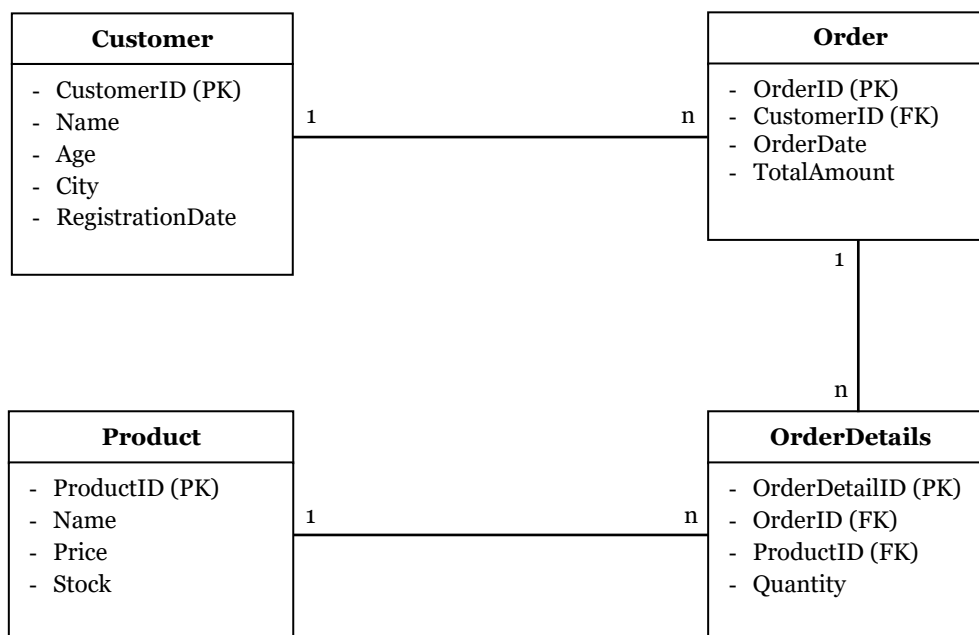 Customer
- CustomerID (PK)
- Name
- Age
- City
- RegistrationDate
1
n
Order
- OrderID (PK)
- CustomerID (FK)
- OrderDate
- TotalAmount
1
n
Product
- ProductID (PK)
- Name
- Price
- Stock
1
n
OrderDetails
- OrderDetailID (PK)
- OrderID (FK)
- ProductID (FK)
- Quantity